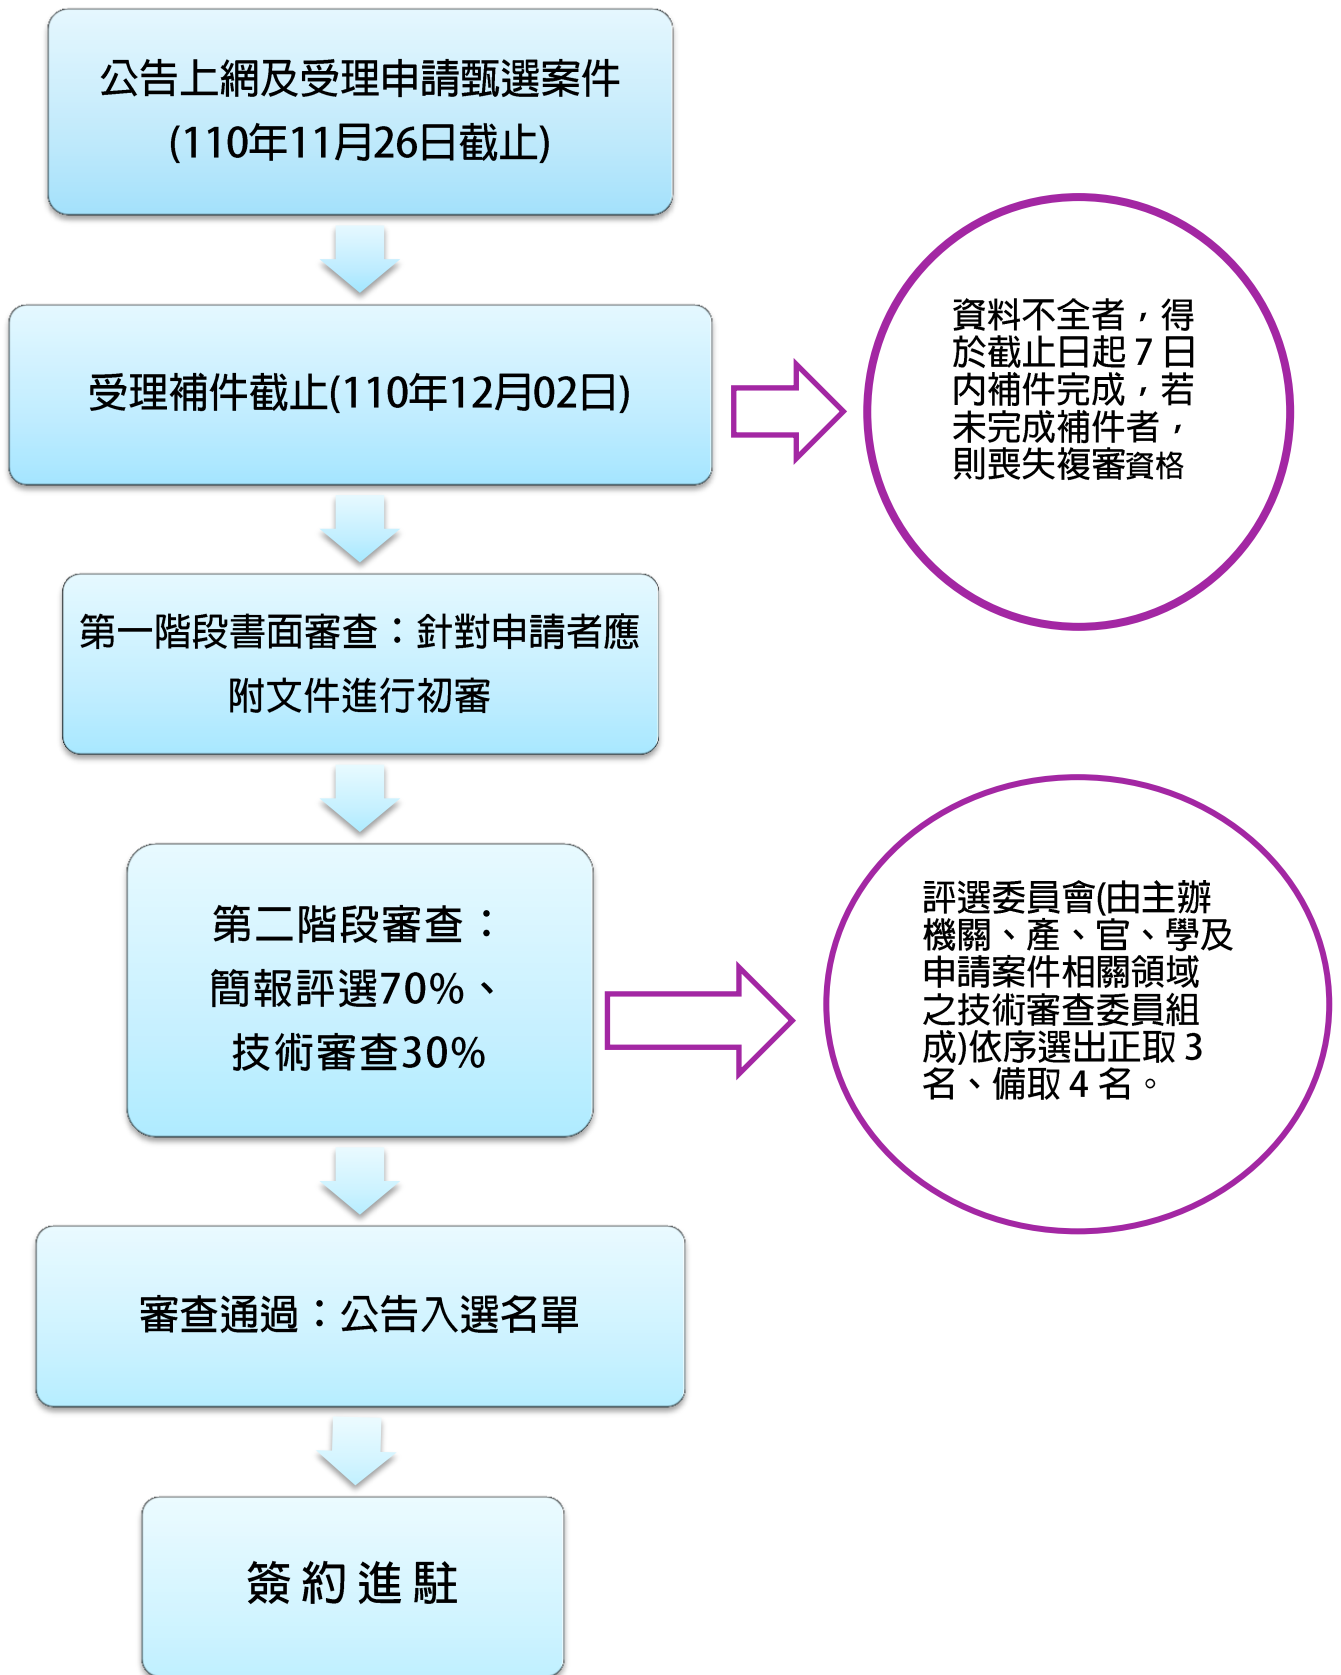 公告上網及受理申請甄選案件
(110年11月26日截止)
受理補件截止(110年12月02日)
資料不全者，得
於截止日起 7 日
內補件完成，若
未完成補件者，
則喪失複審資格
第一階段書面審查：針對申請者應
附文件進行初審
第二階段審查：
簡報評選70%、
技術審查30%
評選委員會(由主辦
機關、產、官、學及
申請案件相關領域
之技術審查委員組
成)依序選出正取 3
名、備取 4 名。
審查通過：公告入選名單
簽 約 進 駐